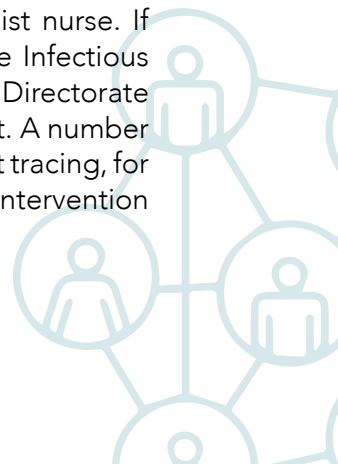 ist nurse. If
e Infectious
Directorate
t. A number
t tracing, for
ntervention